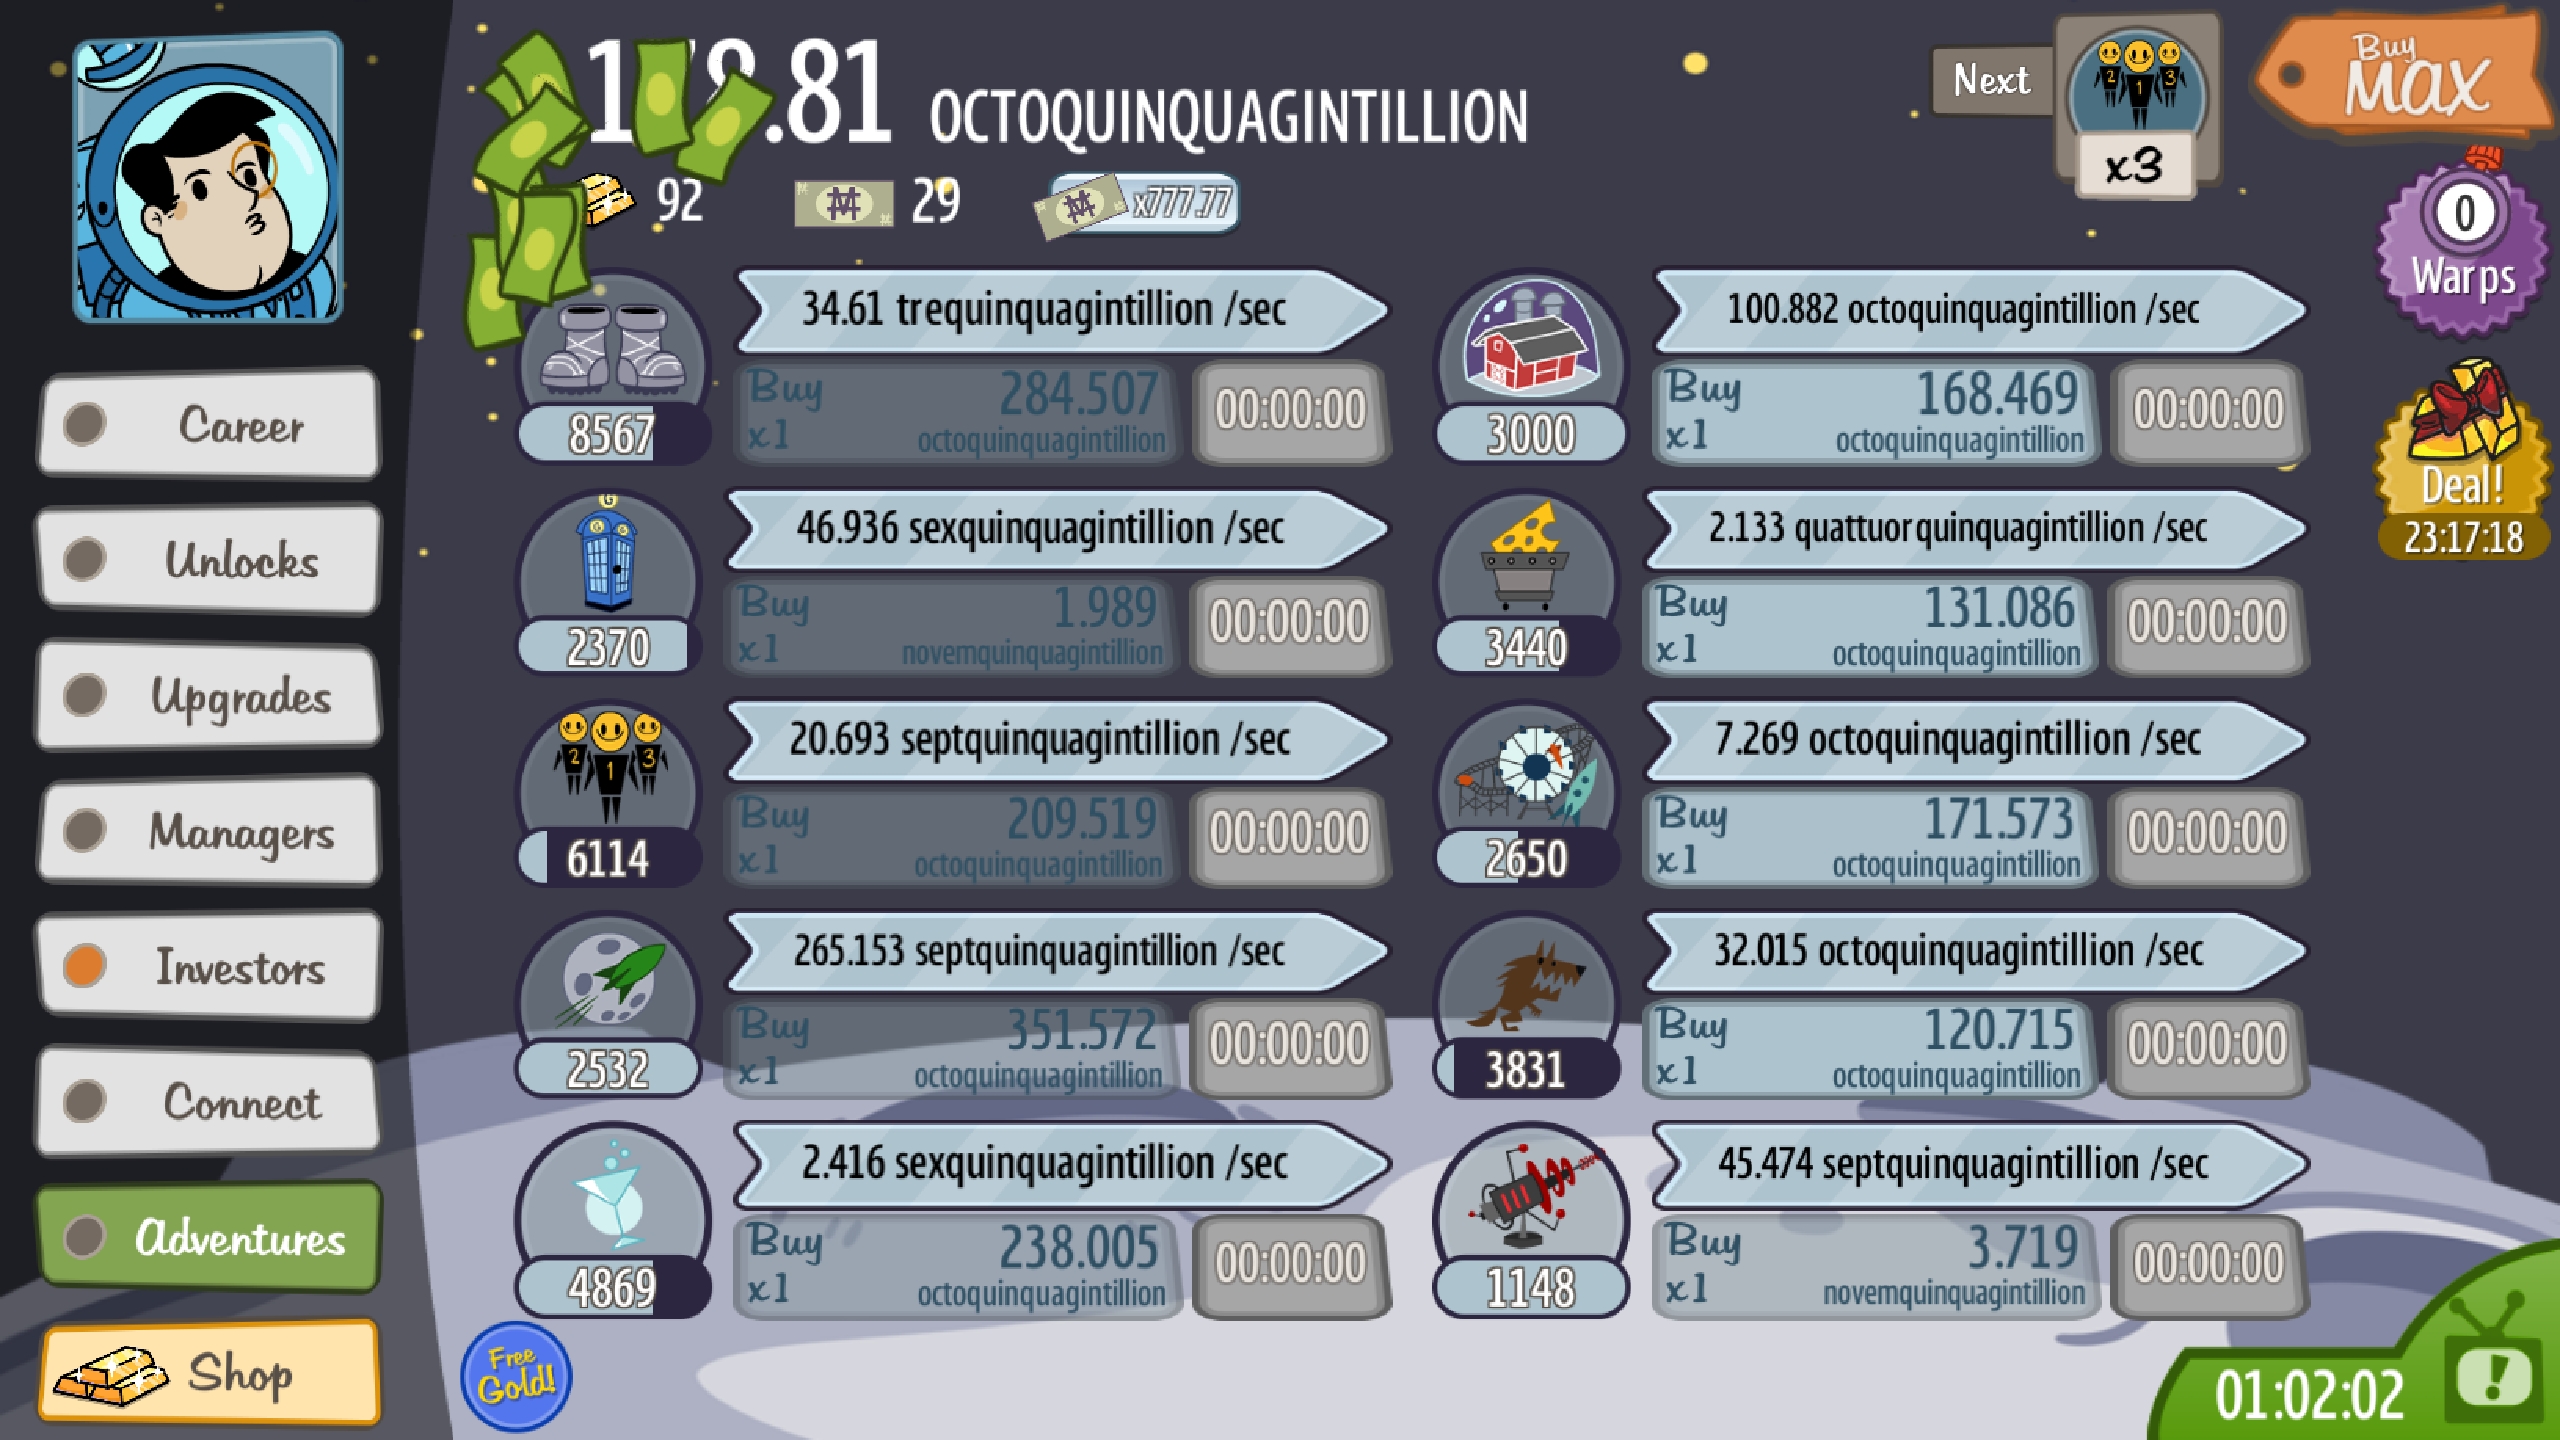 .81 OCTOQUINQUAGINTILLION
92
29
x777.77
Next
x3
Buy
MAX
0
Warps
Deal!
23:17:18
Career
Unlocks
Upgrades
Managers
Investors
Connect
Adventures
Shop
34.61 trequinquagintillion /sec
8567
Buy
x1
284.507
octoquinquagintillion
00:00:00
100.882 octoquinquagintillion /sec
3000
Buy
x1
168.469
octoquinquagintillion
00:00:00
G
G G
46.936 sexquinquagintillion /sec
2370
Buy
x1
1.989
novemquinquagintillion
00:00:00
2.133 quattuorquinquagintillion /sec
3440
Buy
x1
131.086
octoquinquagintillion
00:00:00
2 1 3
20.693 septquinquagintillion /sec
6114
Buy
x1
209.519
octoquinquagintillion
00:00:00
7.269 octoquinquagintillion /sec
2650
Buy
x1
171.573
octoquinquagintillion
00:00:00
265.153 septquinquagintillion /sec
2532
Buy
x1
351.572
octoquinquagintillion
00:00:00
32.015 octoquinquagintillion /sec
3831
Buy
x1
120.715
octoquinquagintillion
00:00:00
2.416 sexquinquagintillion /sec
4869
Buy
x1
238.005
octoquinquagintillion
00:00:00
45.474 septquinquagintillion /sec
1148
Buy
x1
3.719
novemquinquagintillion
00:00:00
Free
Gold!
01:02:02
!